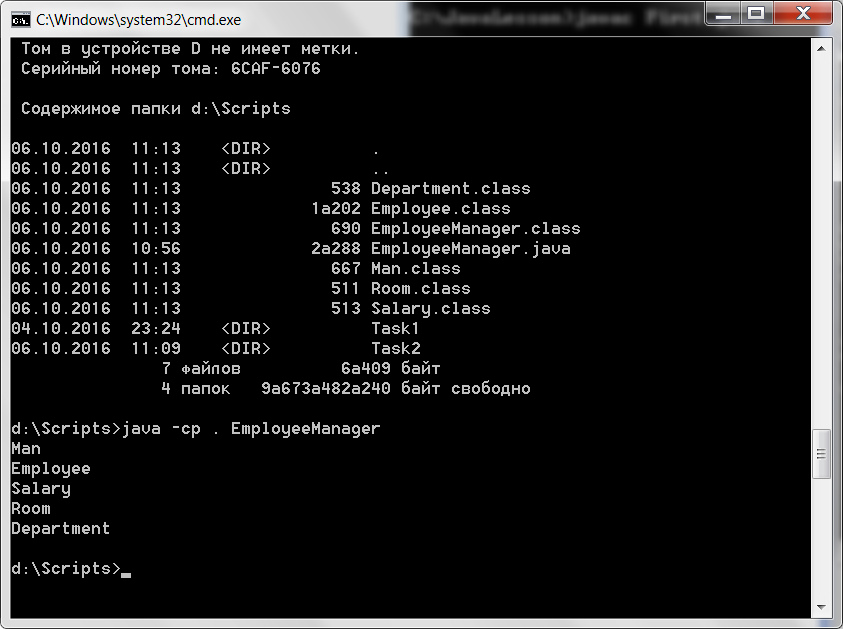 C:\Windows\system32\cmd.exe
Том в устройстве D не имеет метки.
Серийный номер тома: 6CAF-6076
Содержимое папки d:\Scripts
06.10.2016 11:13 <DIR> .
06.10.2016 11:13 <DIR> ..
06.10.2016 11:13 538 Department.class
06.10.2016 11:13 1а202 Employee.class
06.10.2016 11:13 690 EmployeeManager.class
06.10.2016 10:56 2а288 EmployeeManager.java
06.10.2016 11:13 667 Man.class
06.10.2016 11:13 511 Room.class
06.10.2016 11:13 513 Salary.class
04.10.2016 23:24 <DIR> Task1
06.10.2016 11:09 <DIR> Task2
7 файлов 6а409 байт
4 папок 9а673а482а240 байт свободно
d:\Scripts>java -cp . EmployeeManager
Man
Employee
Salary
Room
Department
d:\Scripts>_